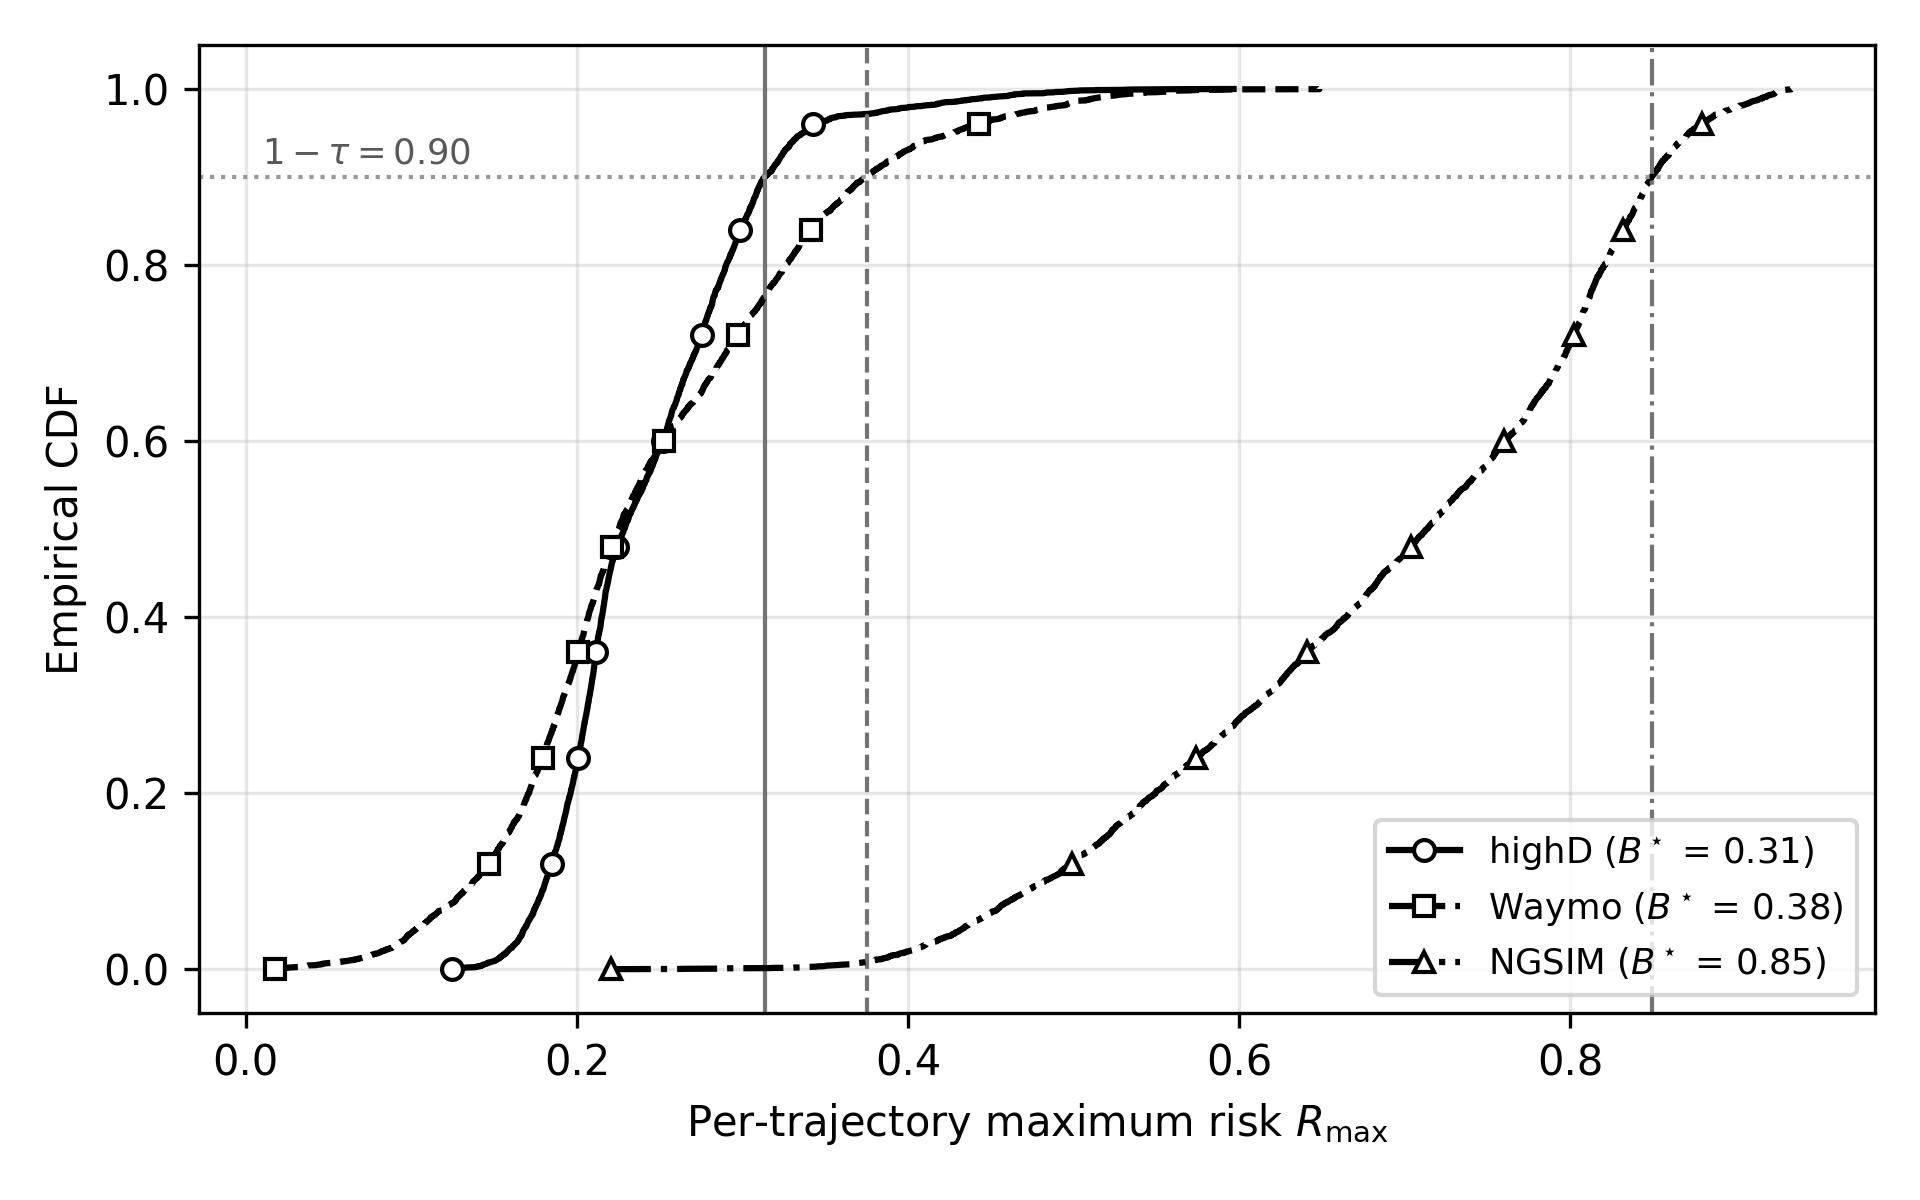 1.0
0.8
0.6
0.4
0.2
0.0
Empirical CDF
1 − τ = 0.90
highD (B⋆ = 0.31)
Waymo (B⋆ = 0.38)
NGSIM (B⋆ = 0.85)
0.0 0.2 0.4 0.6 0.8
Per-trajectory maximum risk Rmax